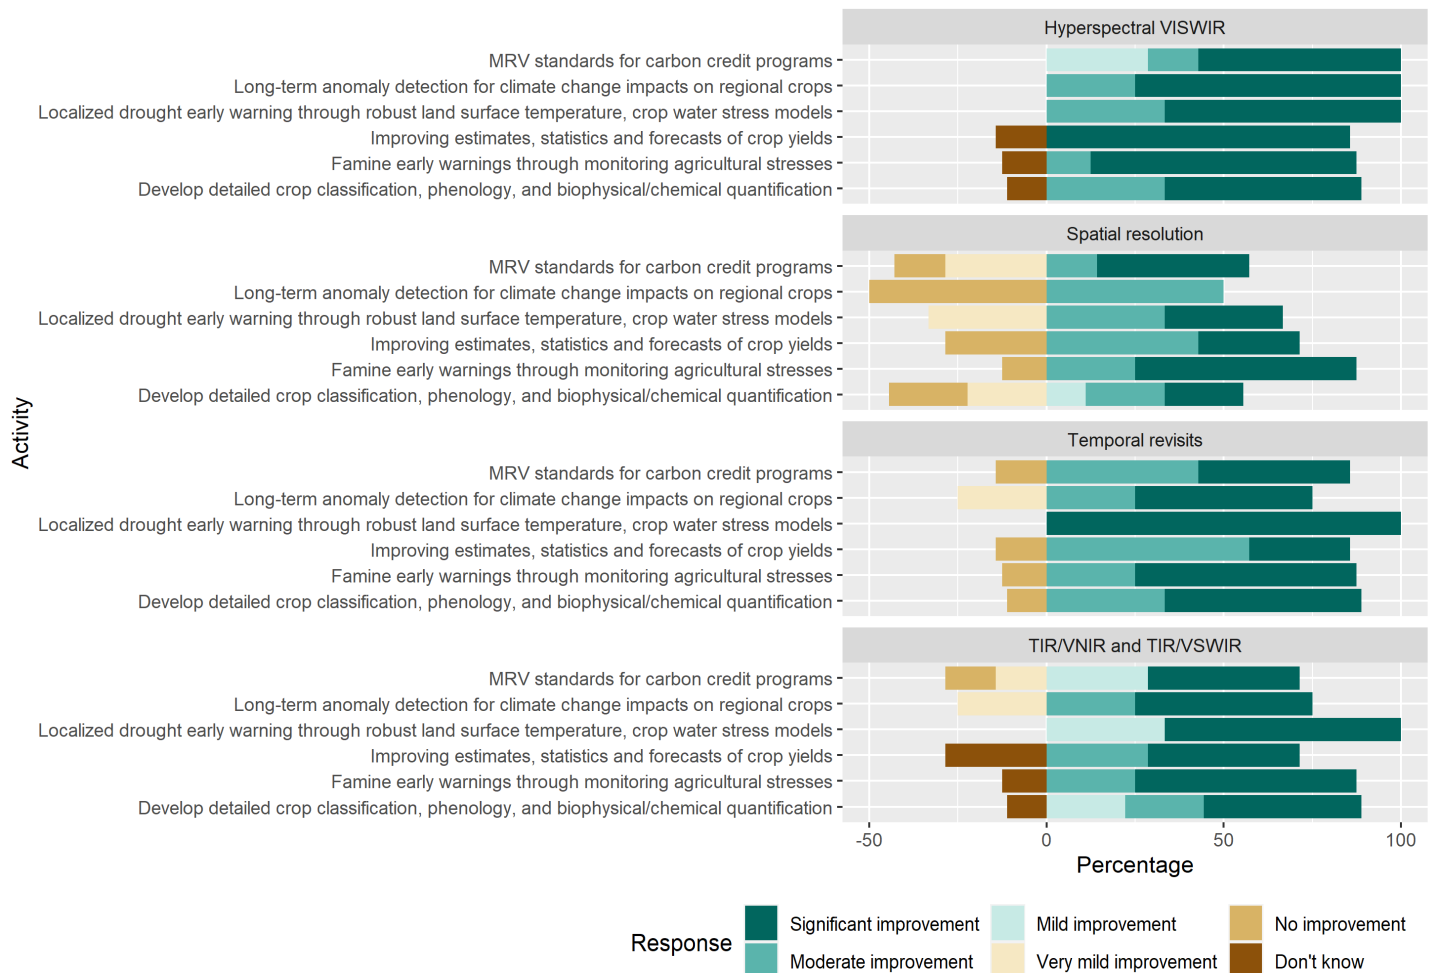 Hyperspectral VISWIR
MRV standards for carbon credit programs
Long-term anomaly detection for climate change impacts on regional crops
Localized drought early warning through robust land surface temperature, crop water stress models
Improving estimates, statistics and forecasts of crop yields
Famine early warnings through monitoring agricultural stresses
Develop detailed crop classification, phenology, and biophysical/chemical quantification
Spatial resolution
MRV standards for carbon credit programs
Long-term anomaly detection for climate change impacts on regional crops
Localized drought early warning through robust land surface temperature, crop water stress models
Improving estimates, statistics and forecasts of crop yields
Famine early warnings through monitoring agricultural stresses
Develop detailed crop classification, phenology, and biophysical/chemical quantification
Activity
Temporal revisits
MRV standards for carbon credit programs
Long-term anomaly detection for climate change impacts on regional crops
Localized drought early warning through robust land surface temperature, crop water stress models
Improving estimates, statistics and forecasts of crop yields
Famine early warnings through monitoring agricultural stresses
Develop detailed crop classification, phenology, and biophysical/chemical quantification
TIR/VNIR and TIR/VSWIR
MRV standards for carbon credit programs
Long-term anomaly detection for climate change impacts on regional crops
Localized drought early warning through robust land surface temperature, crop water stress models
Improving estimates, statistics and forecasts of crop yields
Famine early warnings through monitoring agricultural stresses
Develop detailed crop classification, phenology, and biophysical/chemical quantification
-50 0 50 100
Percentage
Response
Significant improvement Mild improvement No improvement
Moderate improvement Very mild improvement Don't know